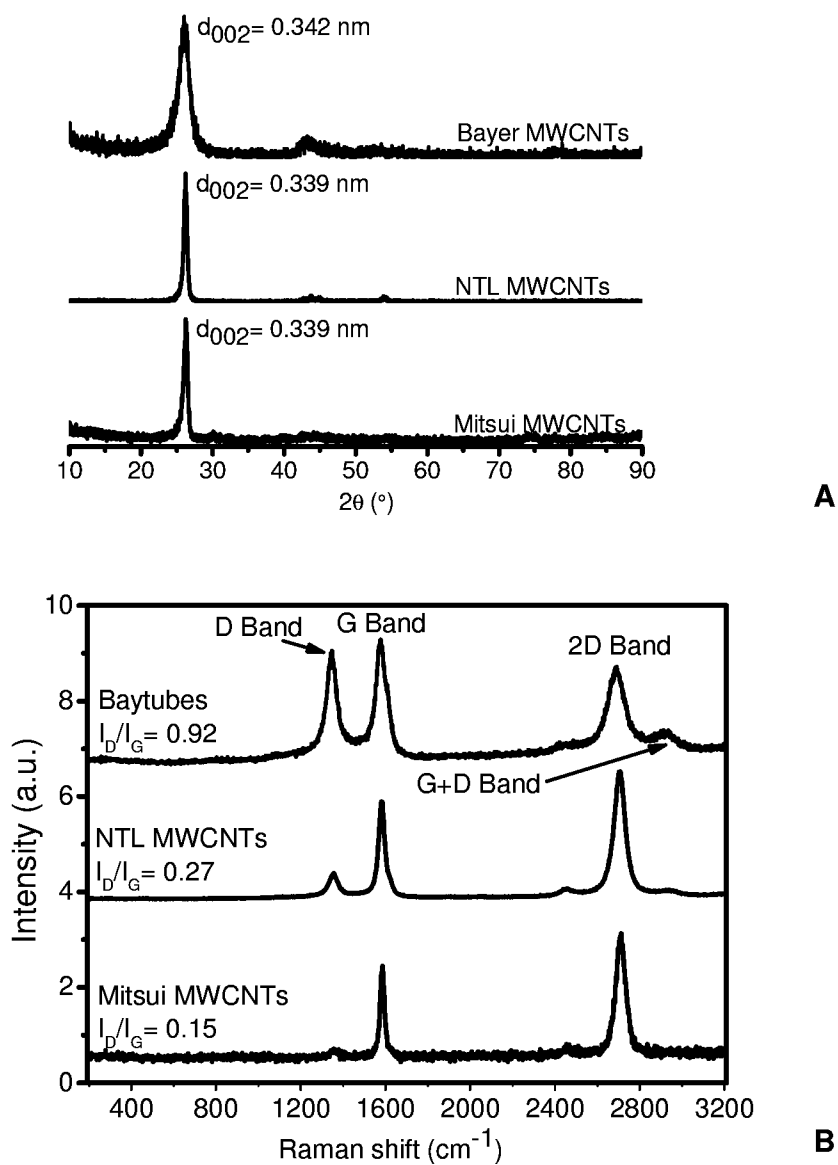 d002= 0.342 nm
Bayer MWCNTs
d002= 0.339 nm
NTL MWCNTs
d002= 0.339 nm
Mitsui MWCNTs
10 20 30 40 50 60 70 80 90
2θ (°)
A
10
8
6
4
2
0
Intensity (a.u.)
D Band
G Band
2D Band
Baytubes
ID/IG= 0.92
G+D Band
NTL MWCNTs
ID/IG= 0.27
Mitsui MWCNTs
ID/IG= 0.15
400 800 1200 1600 2000 2400 2800 3200
Raman shift (cm-1)
B